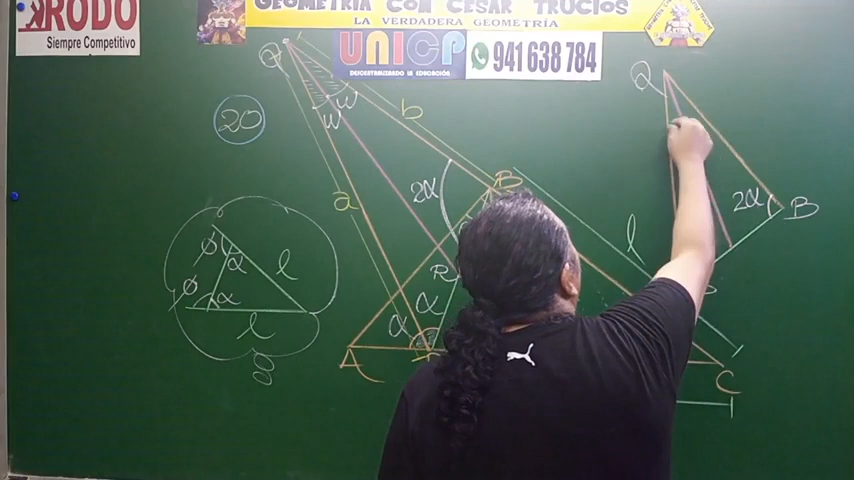 RODO
Siempre Competitivo
GEOMETRIA CON CESAR TRUCIOS
LA VERDADERA GEOMETRÍA
UNICP
DESCENTRALIZANDO LA EDUCACIÓN
941 638 784
20
Q
w
w
b
a
2α
B
l
R
α
α
A
C
Q
2α
B
φ
α
l
φ
α
l